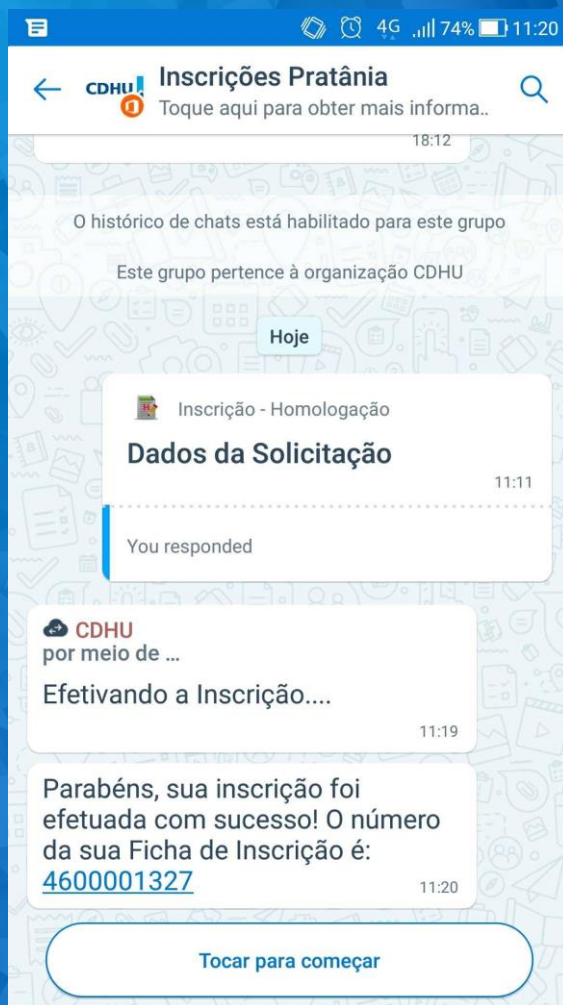 4G 74% 11:20
CDHU Inscrições Pratânia
Toque aqui para obter mais informa..
18:12
O histórico de chats está habilitado para este grupo
Este grupo pertence à organização CDHU
Hoje
Inscrição - Homologação
Dados da Solicitação
11:11
You responded
CDHU
por meio de ...
Efetivando a Inscrição....
11:19
Parabéns, sua inscrição foi
efetuada com sucesso! O número
da sua Ficha de Inscrição é:
4600001327
11:20
Tocar para começar